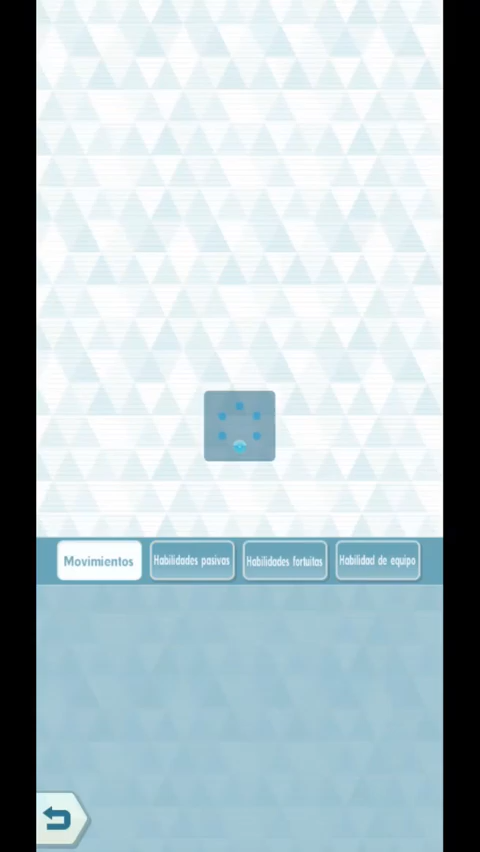 Movimientos
Habilidades pasivas
Habilidades fortuitas
Habilidad de equipo